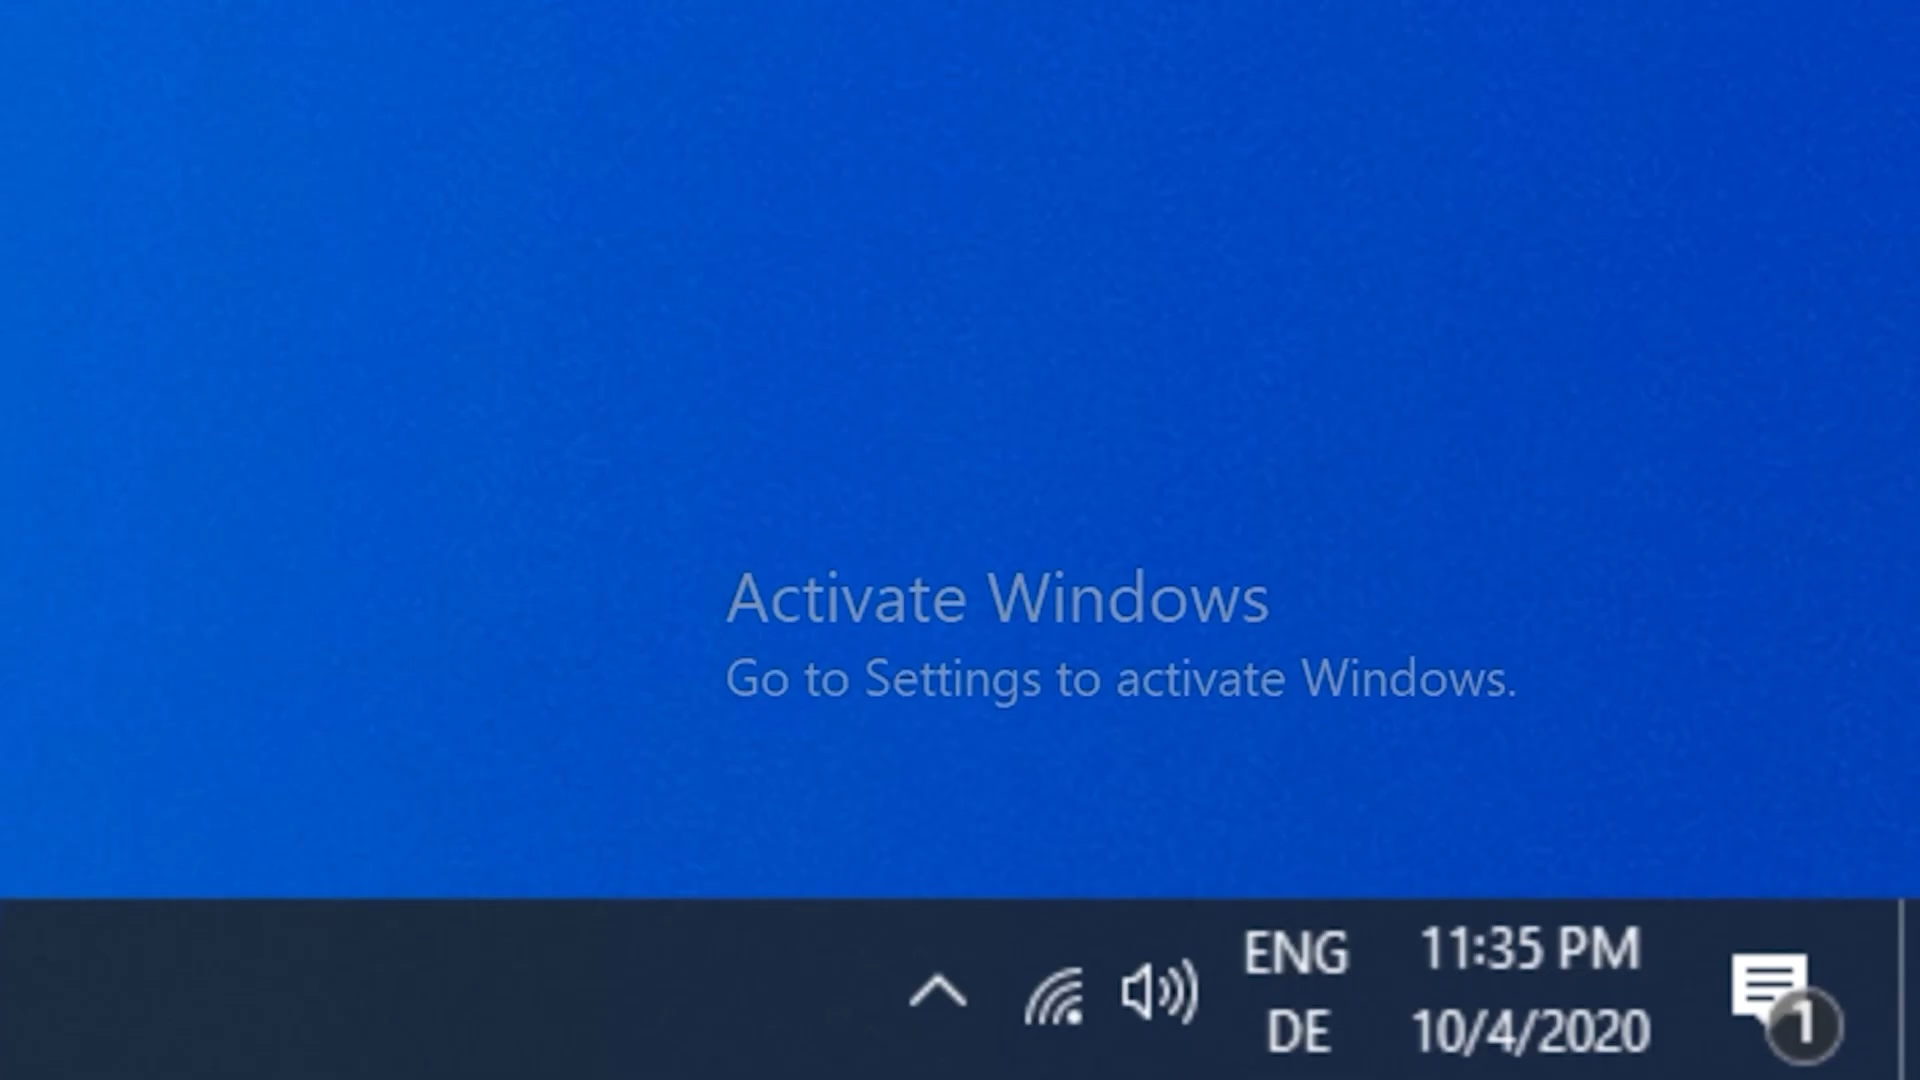 Activate Windows
Go to Settings to activate Windows.
ENG
DE
11:35 PM
10/4/2020
1